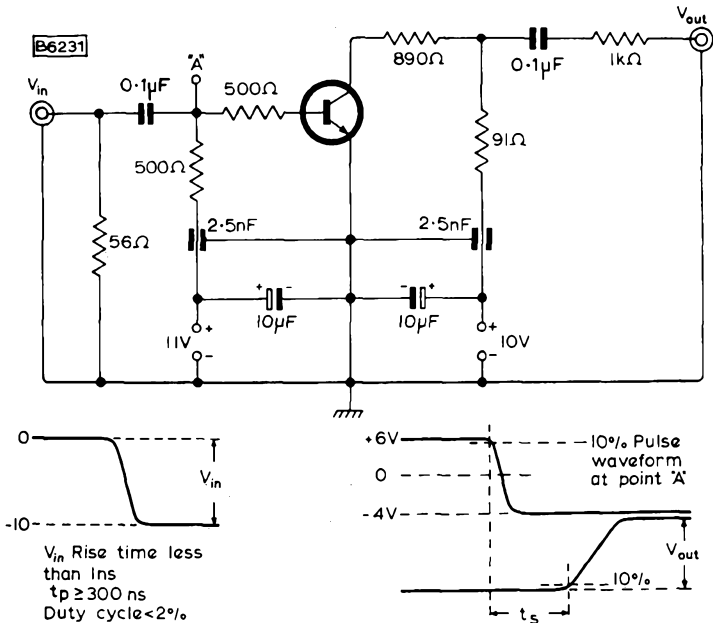 B6231
Vout
Vin
"A"
0·1μF
500Ω
890Ω
0·1μF
1kΩ
500Ω
91Ω
56Ω
2·5nF
2·5nF
+ -
- +
10μF
10μF
+
11V
-
+
10V
-
0
Vin
-10
Vin Rise time less
than 1ns
tp ≥ 300 ns
Duty cycle<2%
+6V
10% Pulse
waveform
at point "A"
0
-4V
Vout
10%
ts